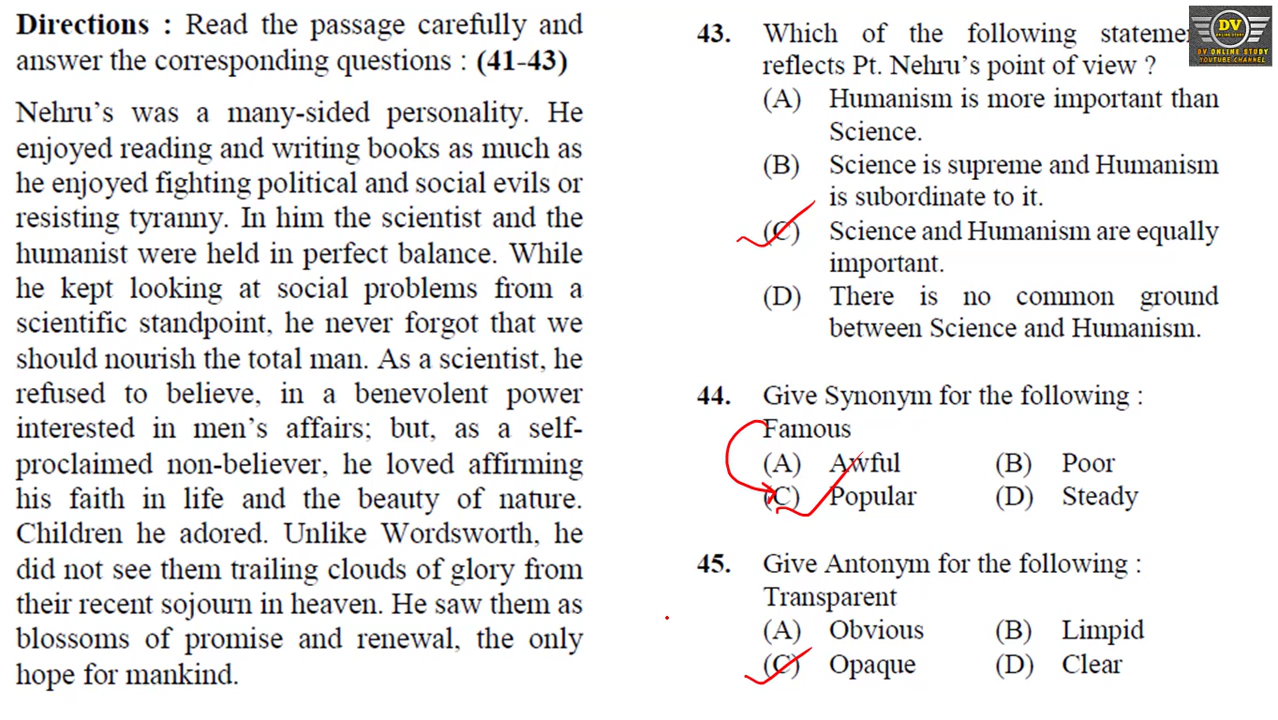 Directions : Read the passage carefully and
answer the corresponding questions : (41-43)
Nehru's was a many-sided personality. He
enjoyed reading and writing books as much as
he enjoyed fighting political and social evils or
resisting tyranny. In him the scientist and the
humanist were held in perfect balance. While
he kept looking at social problems from a
scientific standpoint, he never forgot that we
should nourish the total man. As a scientist, he
refused to believe, in a benevolent power
interested in men's affairs; but, as a self-
proclaimed non-believer, he loved affirming
his faith in life and the beauty of nature.
Children he adored. Unlike Wordsworth, he
did not see them trailing clouds of glory from
their recent sojourn in heaven. He saw them as
blossoms of promise and renewal, the only
hope for mankind.
43. Which of the following statemen
reflects Pt. Nehru's point of view ?
(A) Humanism is more important than
Science.
(B) Science is supreme and Humanism
is subordinate to it.
(C) Science and Humanism are equally
important.
(D) There is no common ground
between Science and Humanism.
44. Give Synonym for the following :
Famous
(A) Awful (B) Poor
(C) Popular (D) Steady
45. Give Antonym for the following :
Transparent
(A) Obvious (B) Limpid
(C) Opaque (D) Clear
DV
DV ONLINE STUDY
YOUTUBE CHANNEL